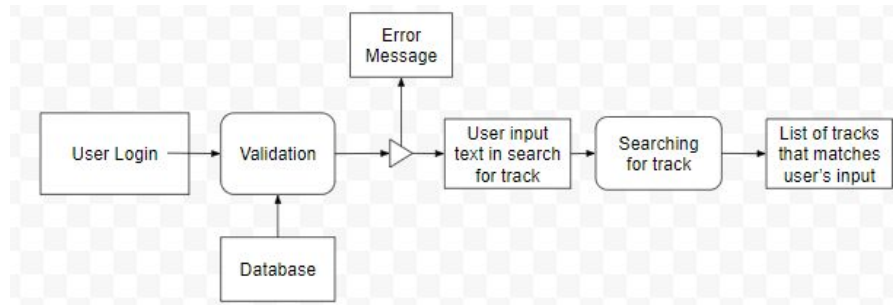 Error
Message
User Login
Validation
User input
text in search
for track
Searching
for track
List of tracks
that matches
user's input
Database